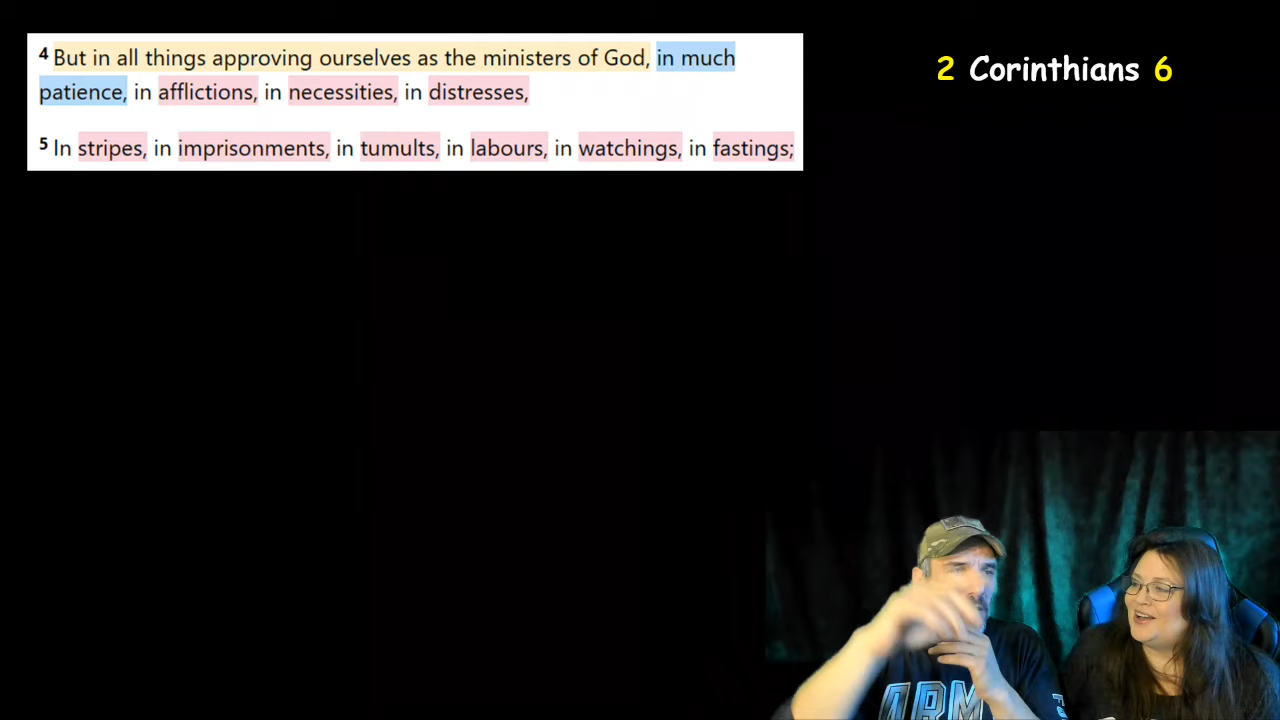 4 But in all things approving ourselves as the ministers of God, in much
patience, in afflictions, in necessities, in distresses,
5 In stripes, in imprisonments, in tumults, in labours, in watchings, in fastings;
2 Corinthians 6
ARM